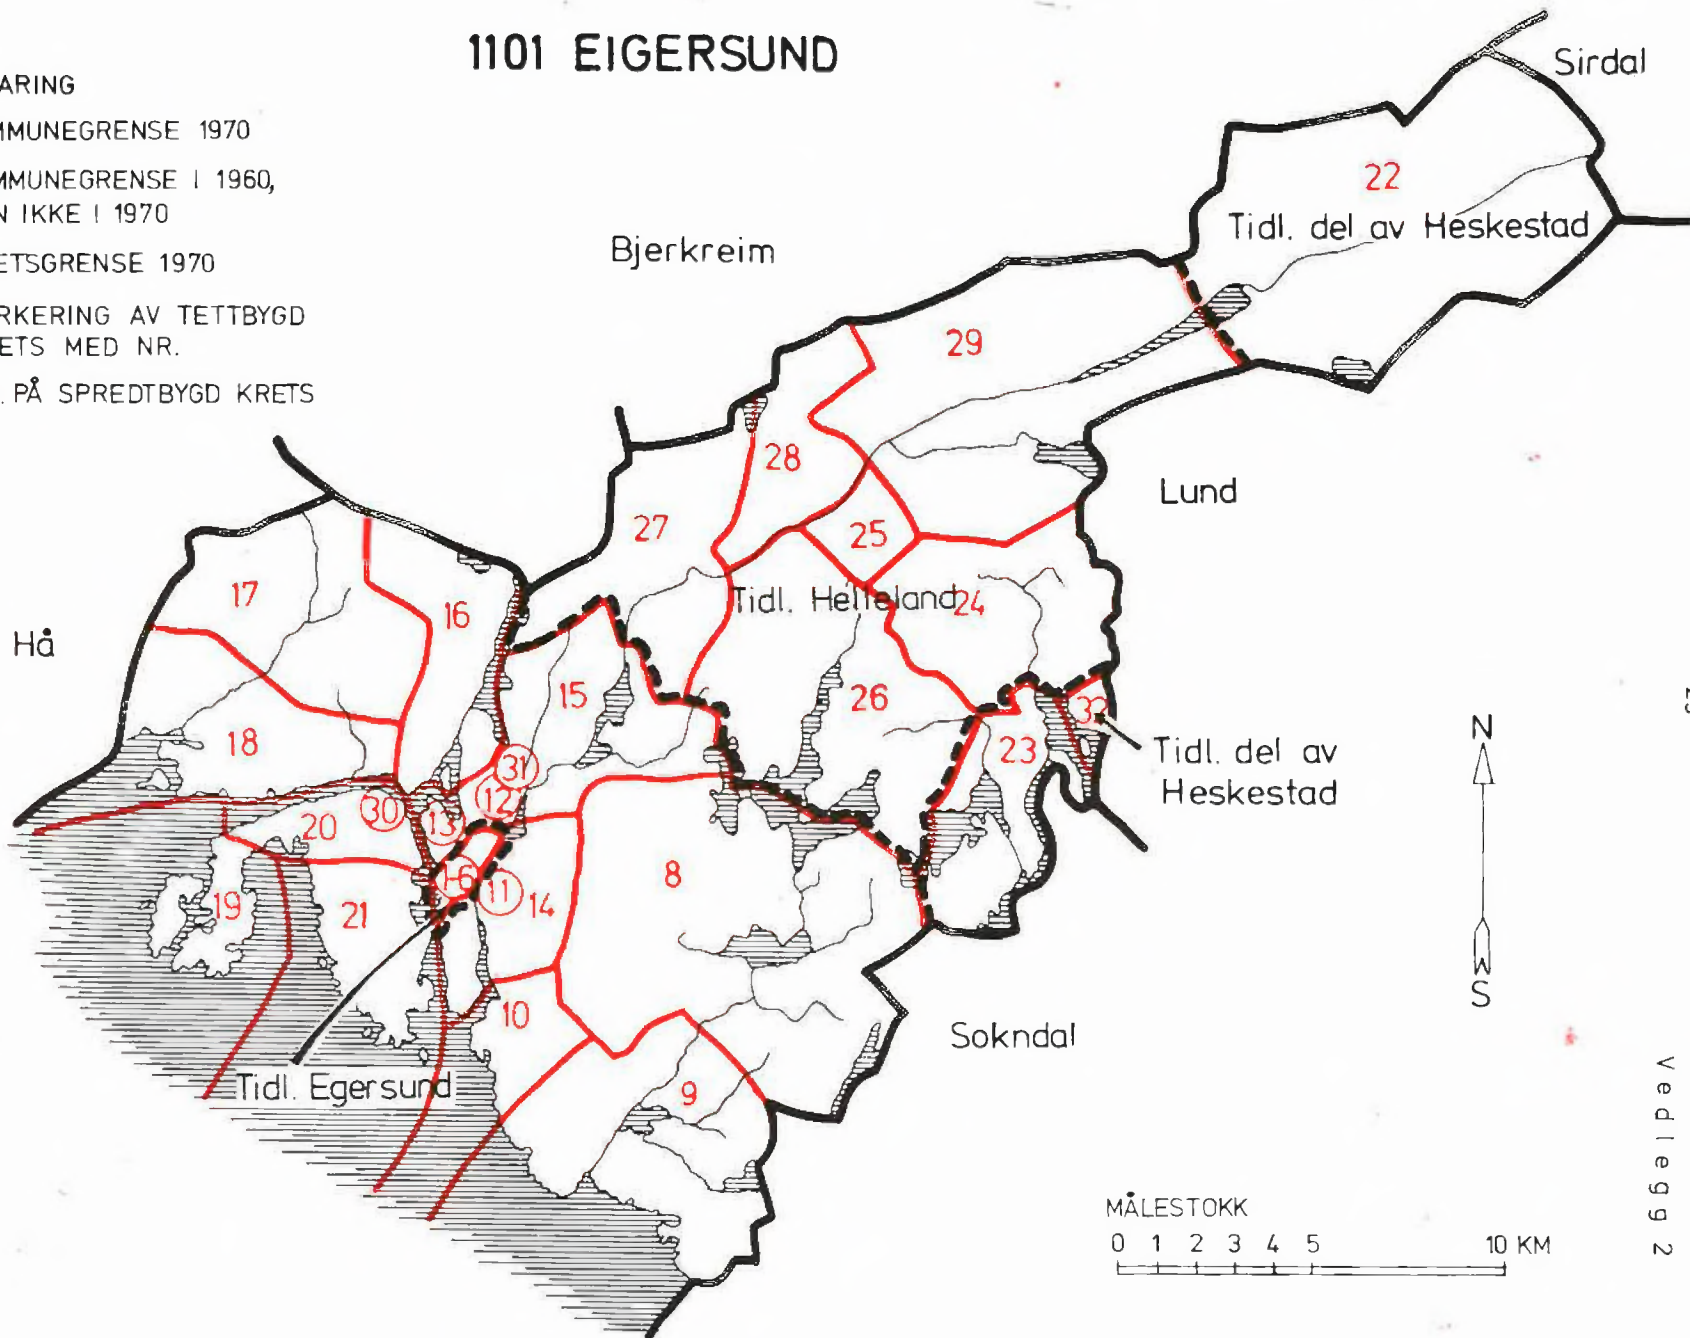 1101 EIGERSUND
ARING
MMUNEGRENSE 1970
MMUNEGRENSE I 1960,
N IKKE I 1970
ETSGRENSE 1970
RKERING AV TETTBYGD
ETS MED NR.
. PÅ SPREDTBYGD KRETS
Sirdal
22
Tidl. del av Heskestad
Bjerkreim
29
28
Lund
27
25
17
16
Tidl. Helleland
24
Hå
15
26
32
18
23
Tidl. del av
Heskestad
31
12
30
13
20
8
1-6
11
14
19
21
10
Sokndal
Tidl. Egersund
9
N
S
MÅLESTOKK
0 1 2 3 4 5 10 KM
Vedlegg 2